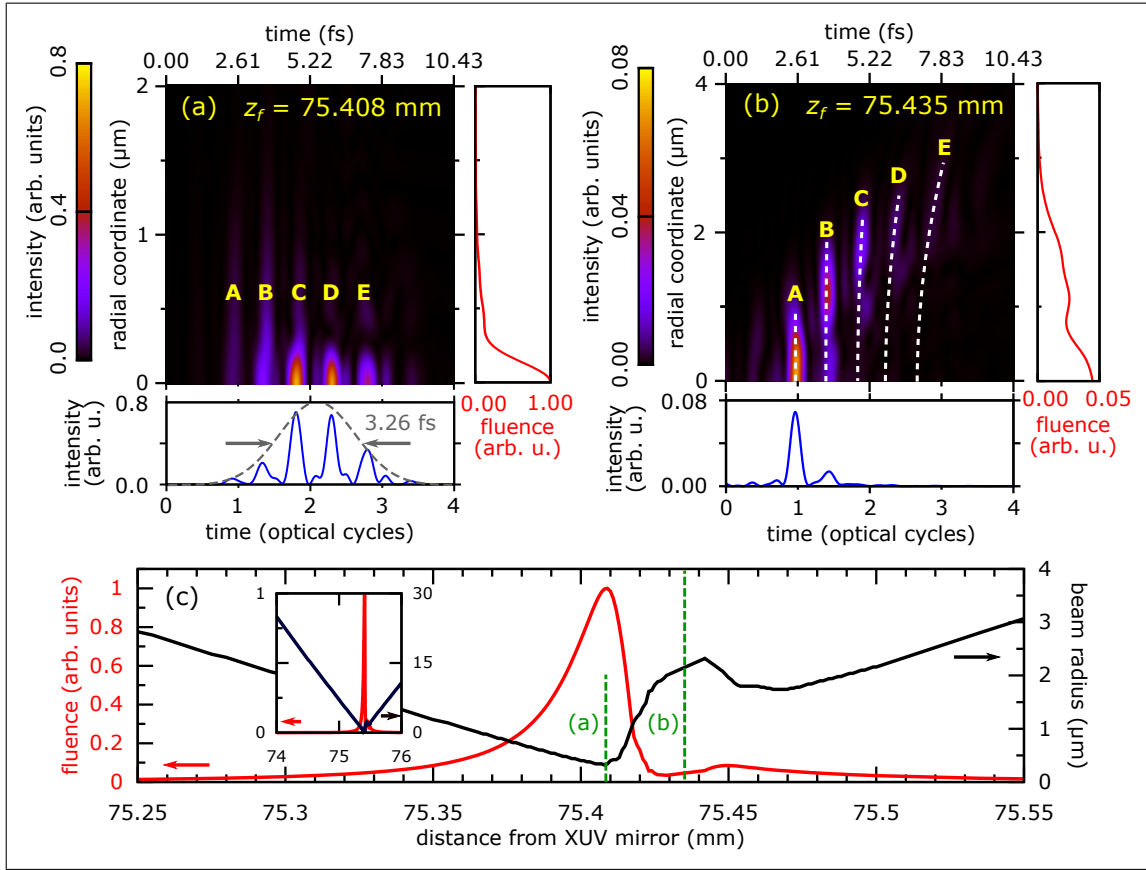 time (fs)
0.00 2.61 5.22 7.83 10.43
intensity (arb. units)
0.8
0.4
0.0
radial coordinate (μm)
2
1
0
(a) z_f = 75.408 mm
A B C D E
0.00 1.00
fluence
(arb. u.)
intensity
(arb. u.)
0.8
0.4
0.0
3.26 fs
0 1 2 3 4
time (optical cycles)
time (fs)
0.00 2.61 5.22 7.83 10.43
intensity (arb. units)
0.08
0.04
0.00
radial coordinate (μm)
4
2
0
(b) z_f = 75.435 mm
A
B
C
D
E
0.00 0.05
fluence
(arb. u.)
intensity
(arb. u.)
0.08
0.00
0 1 2 3 4
time (optical cycles)
(c)
fluence (arb. units)
1
0.8
0.6
0.4
0.2
0
1
0
30
15
0
74 75 76
(a)
(b)
4
3
2
1
0
beam radius (μm)
75.25 75.3 75.35 75.4 75.45 75.5 75.55
distance from XUV mirror (mm)